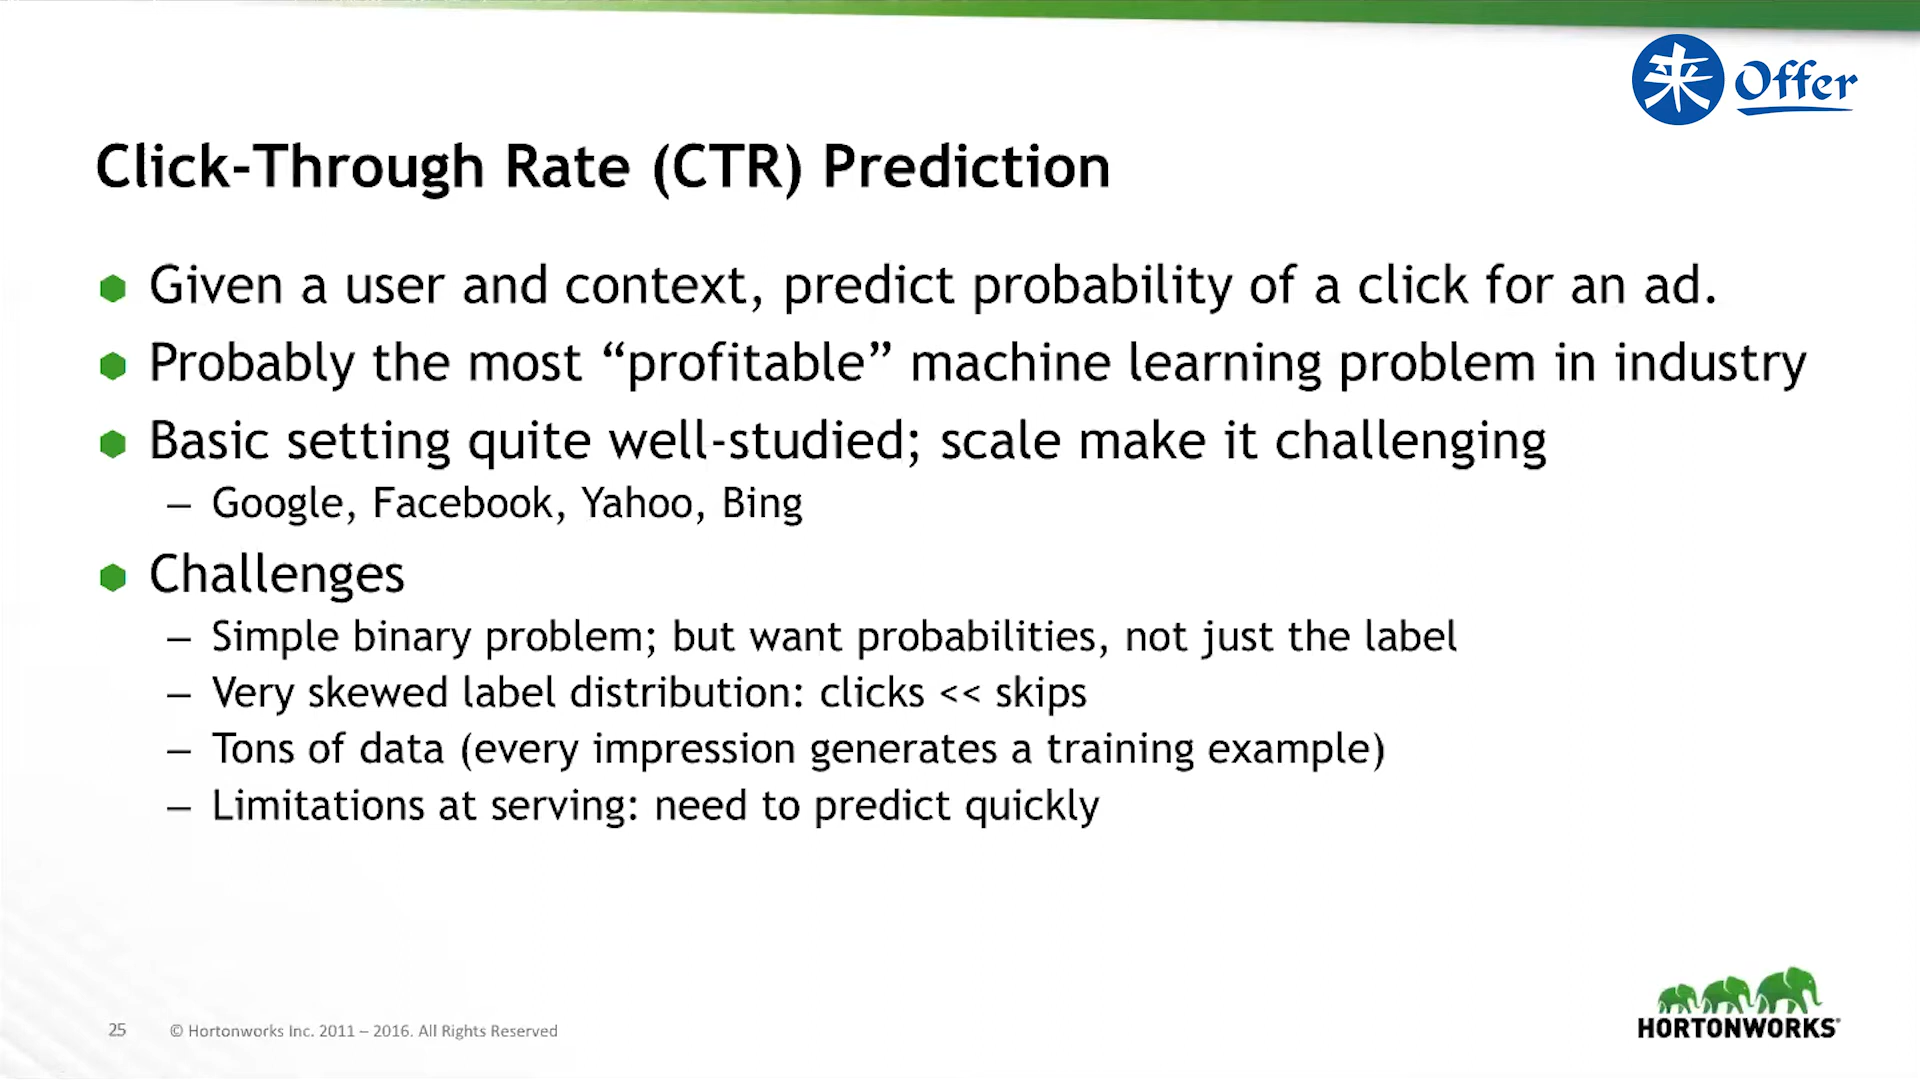 来 Offer
Click-Through Rate (CTR) Prediction
Given a user and context, predict probability of a click for an ad.
Probably the most “profitable” machine learning problem in industry
Basic setting quite well-studied; scale make it challenging
– Google, Facebook, Yahoo, Bing
Challenges
– Simple binary problem; but want probabilities, not just the label
– Very skewed label distribution: clicks << skips
– Tons of data (every impression generates a training example)
– Limitations at serving: need to predict quickly
25 © Hortonworks Inc. 2011 – 2016. All Rights Reserved
HORTONWORKS